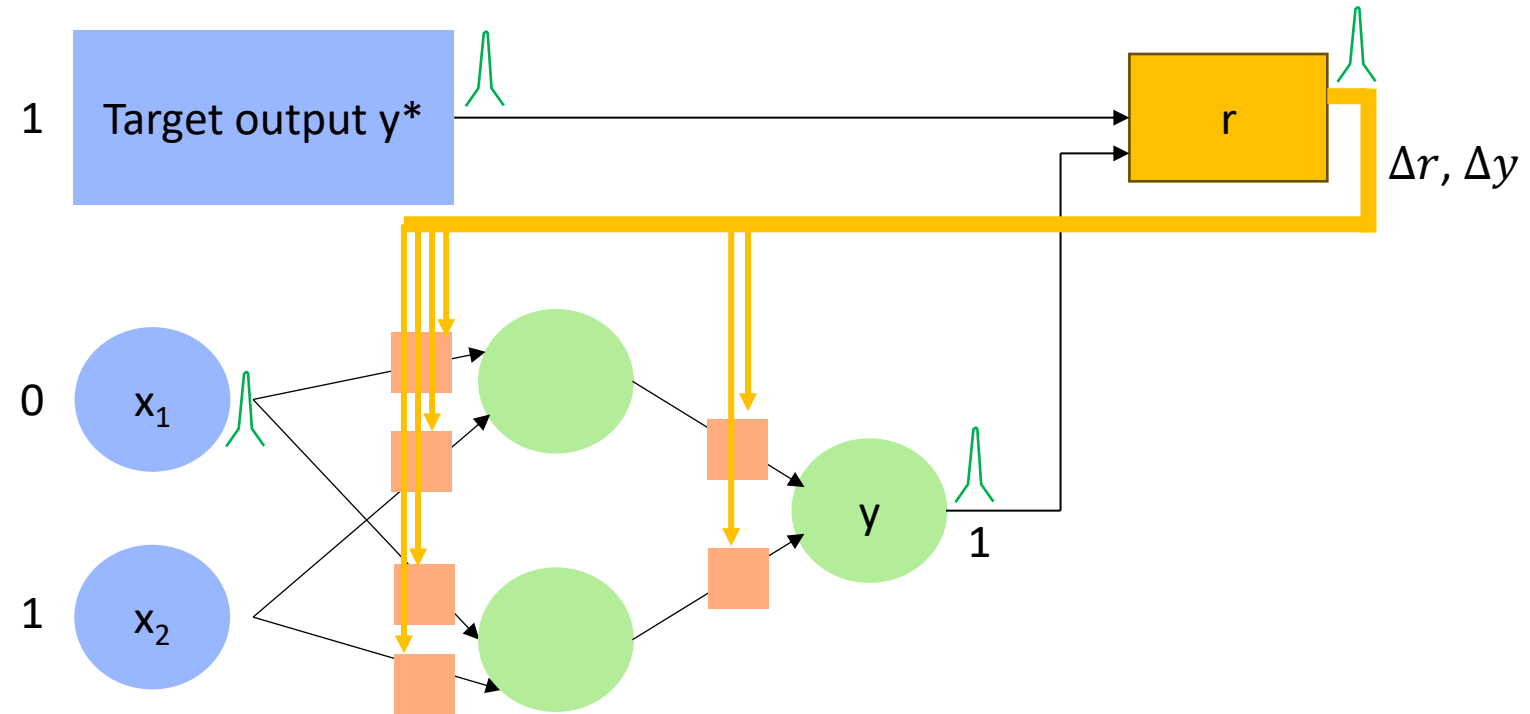 1
Target output y*
r
Δr, Δy
0
x₁
y
1
1
x₂